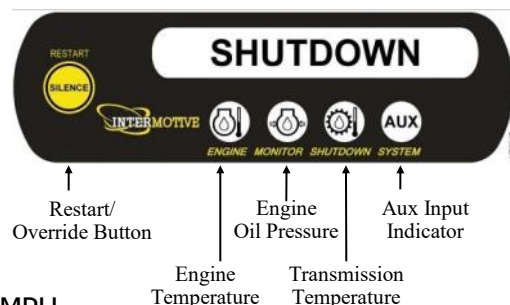 RESTART
SHUTDOWN
SILENCE
INTERMOTIVE
AUX
ENGINE MONITOR SHUTDOWN SYSTEM
Restart/
Override Button
Engine
Oil Pressure
Aux Input
Indicator
Engine
Temperature
Transmission
Temperature